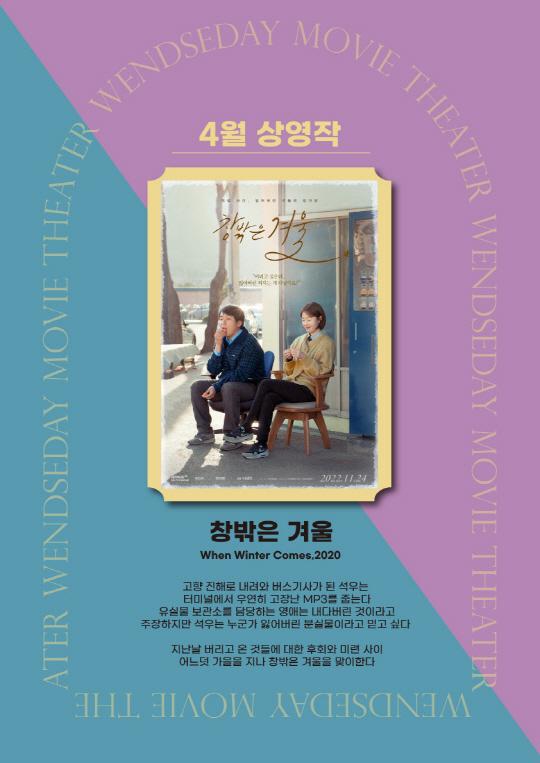 WENDSEDAY MOVIE THEATER WENDSEDAY MOVIE THEATER
ATER WENDSEDAY MOVIE THEATER
WENDSEDAY MOVIE THE
4월 상영작
창밖은 겨울
"버리고 싶은데,
2022.11.24
창밖은 겨울
When Winter Comes,2020
고향 진해로 내려와 버스기사가 된 석우는
터미널에서 우연히 고장난 MP3를 줍는다
유실물 보관소를 담당하는 영애는 내다버린 것이라고
주장하지만 석우는 누군가 잃어버린 분실물이라고 믿고 싶다
지난날 버리고 온 것들에 대한 후회와 미련 사이
어느덧 가을을 지나 창밖은 겨울을 맞이한다